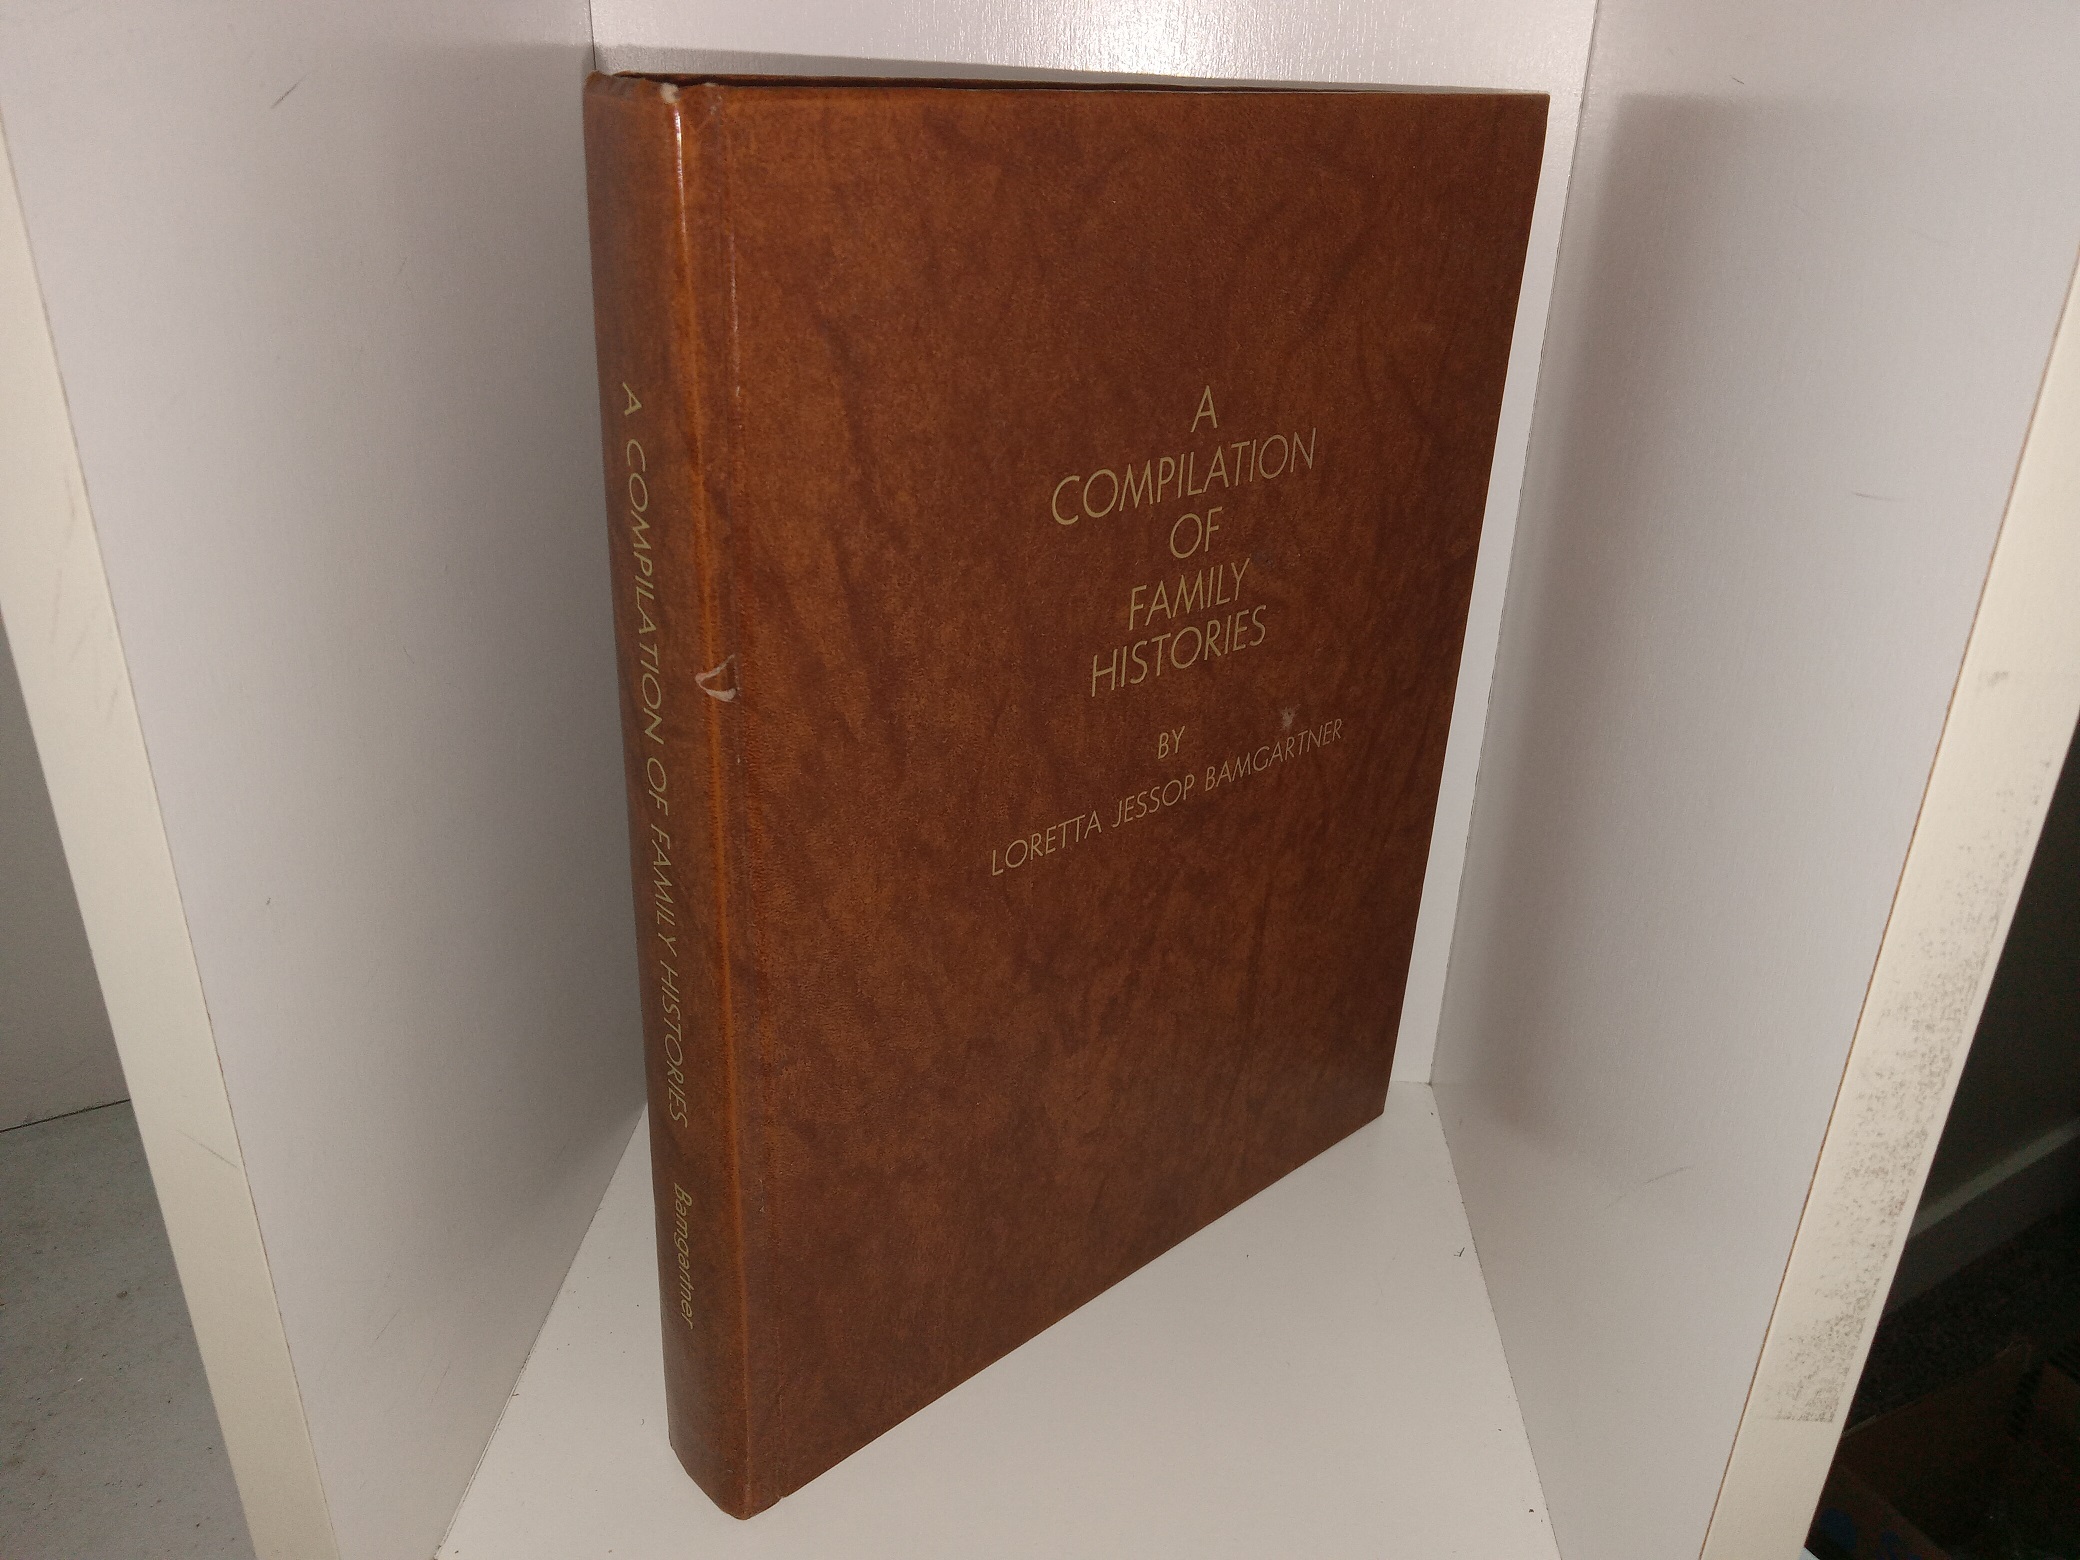 A COMPILATION OF FAMILY HISTORIES Bamgartner
A
COMPILATION
OF
FAMILY
HISTORIES
BY
LORETTA JESSOP BAMGARTNER